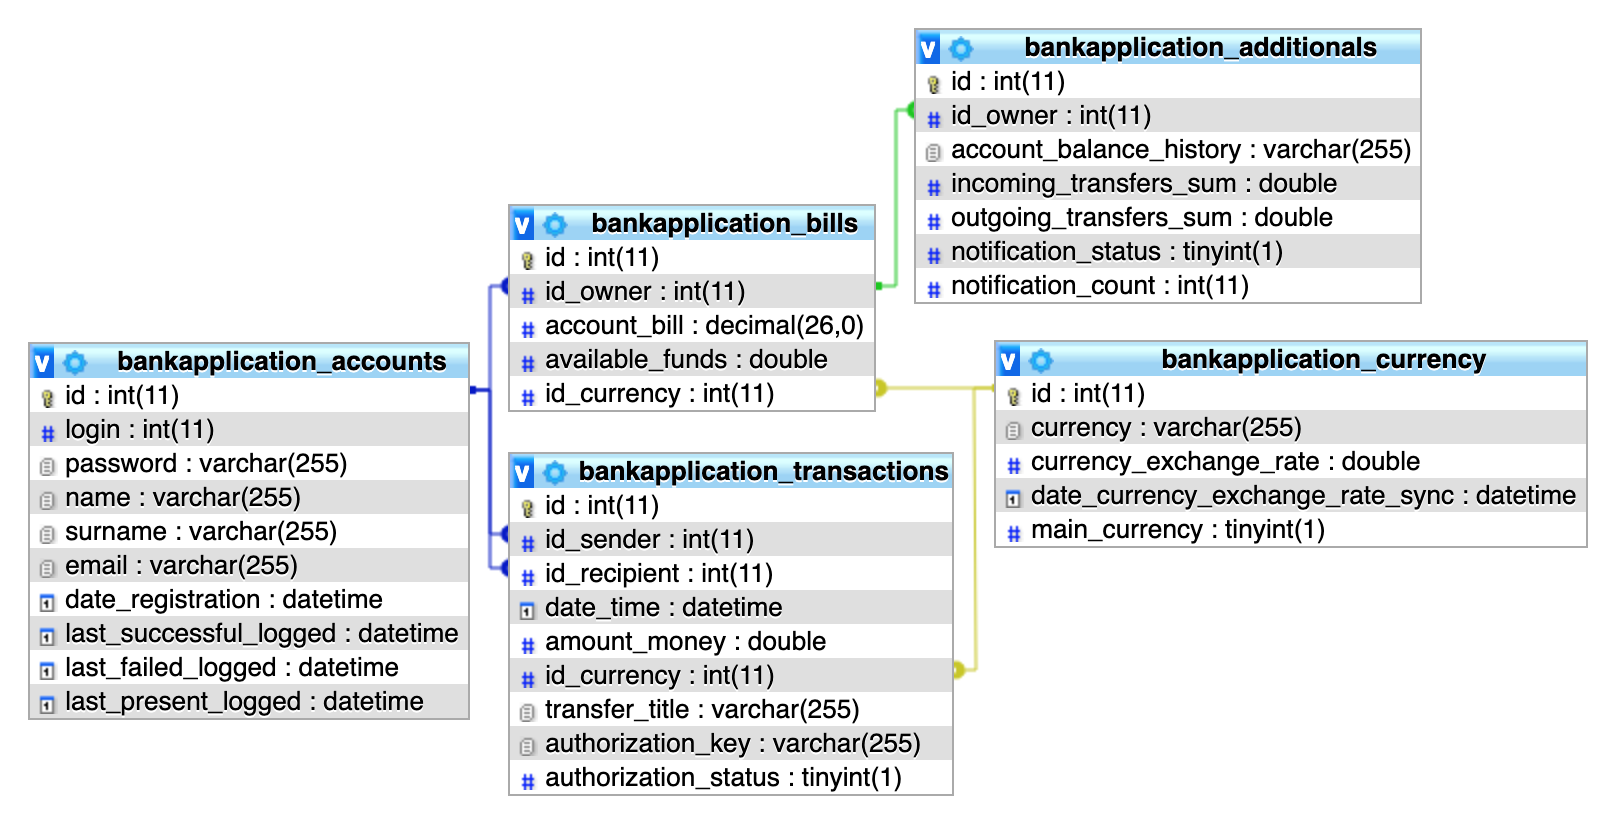 bankapplication_additionals
id : int(11)
id_owner : int(11)
account_balance_history : varchar(255)
incoming_transfers_sum : double
outgoing_transfers_sum : double
notification_status : tinyint(1)
notification_count : int(11)
bankapplication_bills
id : int(11)
id_owner : int(11)
account_bill : decimal(26,0)
available_funds : double
id_currency : int(11)
bankapplication_accounts
id : int(11)
login : int(11)
password : varchar(255)
name : varchar(255)
surname : varchar(255)
email : varchar(255)
date_registration : datetime
last_successful_logged : datetime
last_failed_logged : datetime
last_present_logged : datetime
bankapplication_transactions
id : int(11)
id_sender : int(11)
id_recipient : int(11)
date_time : datetime
amount_money : double
id_currency : int(11)
transfer_title : varchar(255)
authorization_key : varchar(255)
authorization_status : tinyint(1)
bankapplication_currency
id : int(11)
currency : varchar(255)
currency_exchange_rate : double
date_currency_exchange_rate_sync : datetime
main_currency : tinyint(1)